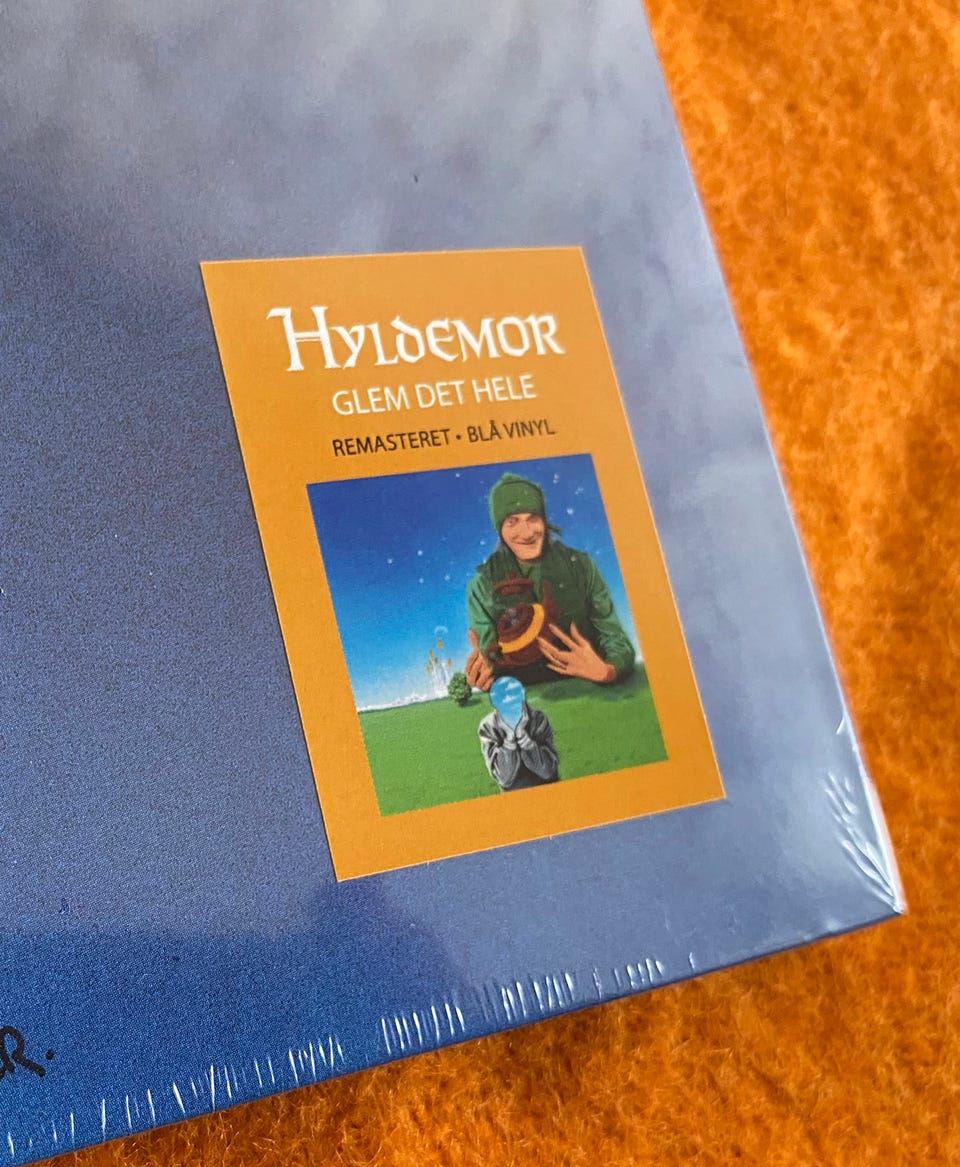 HYLDEMOR
GLEM DET HELE
REMASTERET • BLÅ VINYL
R.